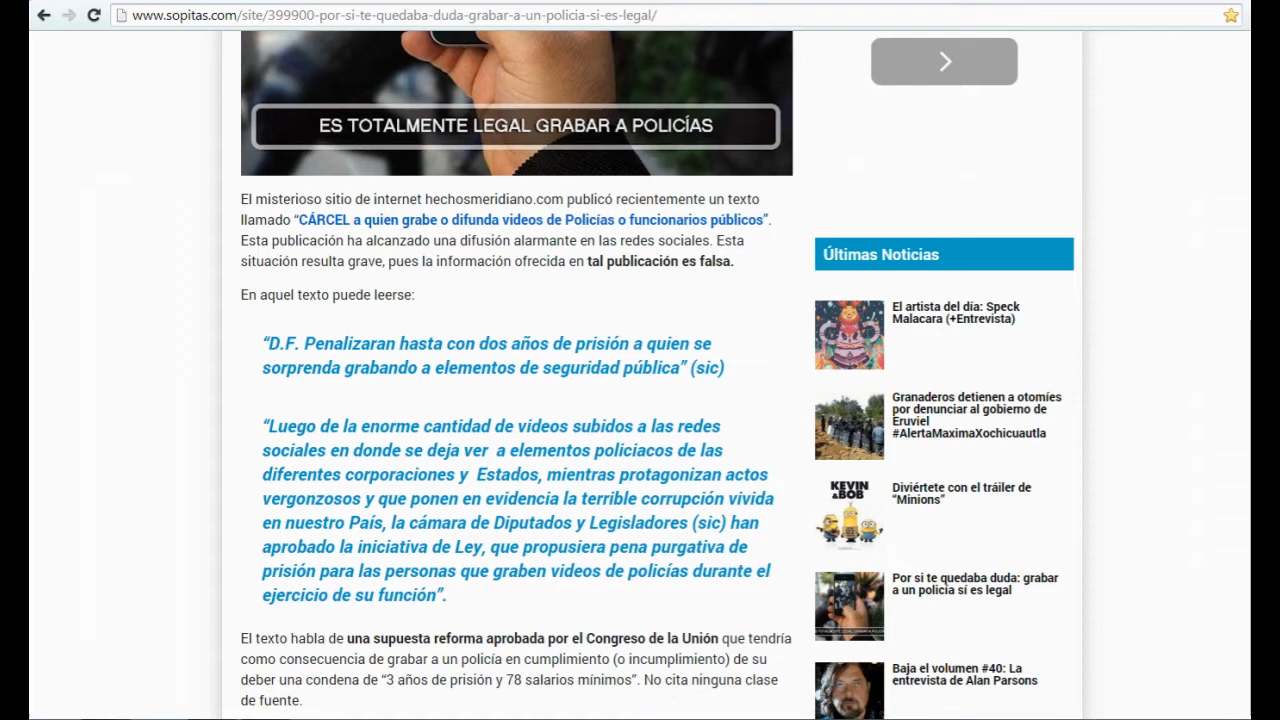 www.sopitas.com/site/399900-por-si-te-quedaba-duda-grabar-a-un-policia-si-es-legal/
ES TOTALMENTE LEGAL GRABAR A POLICÍAS
El misterioso sitio de internet hechosmeridiano.com publicó recientemente un texto
llamado “CÁRCEL a quien grabe o difunda videos de Policías o funcionarios públicos”.
Esta publicación ha alcanzado una difusión alarmante en las redes sociales. Esta
situación resulta grave, pues la información ofrecida en tal publicación es falsa.
En aquel texto puede leerse:
“D.F. Penalizaran hasta con dos años de prisión a quien se
sorprenda grabando a elementos de seguridad pública” (sic)
“Luego de la enorme cantidad de videos subidos a las redes
sociales en donde se deja ver a elementos policiacos de las
diferentes corporaciones y Estados, mientras protagonizan actos
vergonzosos y que ponen en evidencia la terrible corrupción vivida
en nuestro País, la cámara de Diputados y Legisladores (sic) han
aprobado la iniciativa de Ley, que propusiera pena purgativa de
prisión para las personas que graben videos de policías durante el
ejercicio de su función”.
El texto habla de una supuesta reforma aprobada por el Congreso de la Unión que tendría
como consecuencia de grabar a un policía en cumplimiento (o incumplimiento) de su
deber una condena de “3 años de prisión y 78 salarios mínimos”. No cita ninguna clase
de fuente.
Últimas Noticias
El artista del día: Speck
Malacara (+Entrevista)
Granaderos detienen a otomíes
por denunciar al gobierno de
Eruviel
#AlertaMaximaXochicuautla
KEVIN
&BOB
Diviértete con el tráiler de
“Minions”
Por si te quedaba duda: grabar
a un policia sí es legal
Baja el volumen #40: La
entrevista de Alan Parsons